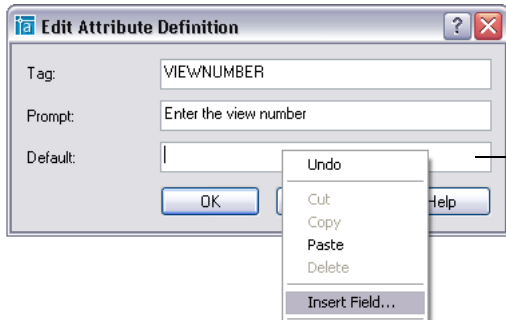 Edit Attribute Definition
Tag: VIEWNUMBER
Prompt: Enter the view number
Default:
Undo
OK
Help
Cut
Copy
Paste
Delete
Insert Field...